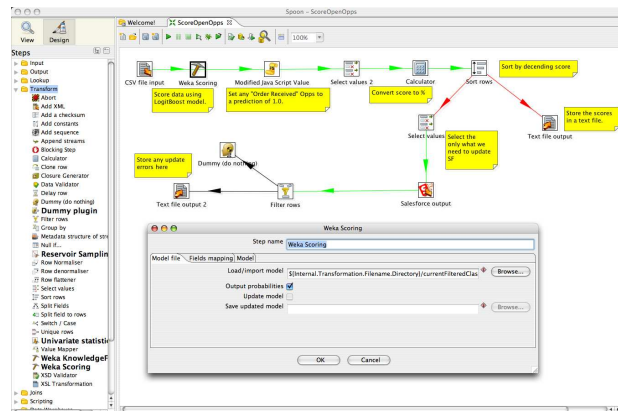 Spoon - ScoreOpenOpps
View
Design
Welcome!
ScoreOpenOpps
100%
Steps
Input
Output
Lookup
Transform
Abort
Add XML
Add a checksum
Add constants
Add sequence
Append streams
Blocking Step
Calculator
Clone row
Closure Generator
Data Validator
Delay row
Dummy (do nothing)
Dummy plugin
Filter rows
Group by
Metadata structure of stre
Null if...
Reservoir Samplin
Row Normaliser
Row denormaliser
Row flattener
Select values
Sort rows
Split Fields
Split field to rows
Switch / Case
Unique rows
Univariate statistic
Value Mapper
Weka KnowledgeF
Weka Scoring
XSD Validator
XSL Transformation
Joins
Scripting
CSV file input
Weka Scoring
Modified Java Script Value
Select values 2
Calculator
Sort rows
Sort by decending score
Score data using
LogitBoost model.
Set any "Order Received" Opps to
a prediction of 1.0.
Convert score to %
Store the scores
in a text file.
Select values
Select the
only what we
need to update
SF
Text file output
Store any update
errors here
Dummy (do nothing)
Text file output 2
Filter rows
Salesforce output
Weka Scoring
Step name
Weka Scoring
Model file
Fields mapping
Model
Load/import model
${Internal.Transformation.Filename.Directory}/currentFilteredClas
Browse...
Output probabilities
Update model
Save updated model
Browse...
OK
Cancel